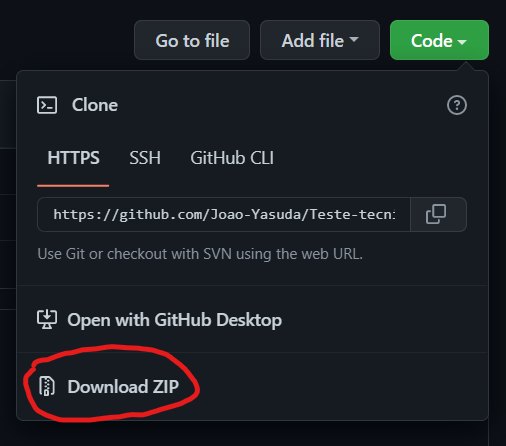 Go to file Add file Code
Clone
HTTPS SSH GitHub CLI
https://github.com/Joao-Yasuda/Teste-tecni
Use Git or checkout with SVN using the web URL.
Open with GitHub Desktop
Download ZIP